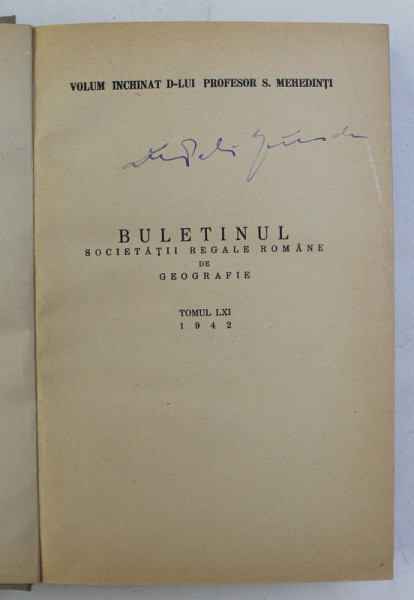 VOLUM INCHINAT D-LUI PROFESOR S. MEHEDINȚI
BULETINUL
SOCIETĂȚII REGALE ROMÂNE
DE
GEOGRAFIE
TOMUL LXI
1942